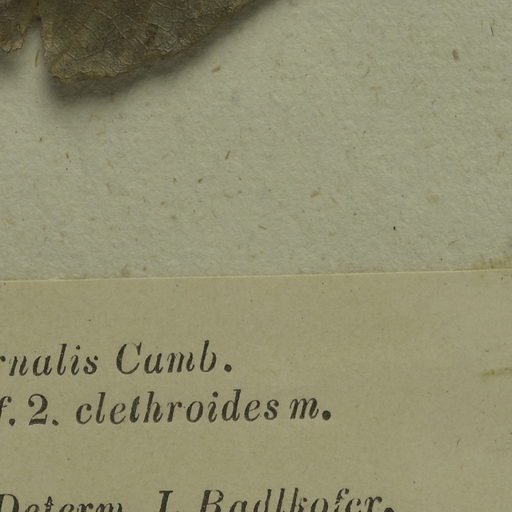 rnalis Camb.
f. 2. clethroides m.
Determ. L. Radlkofer.